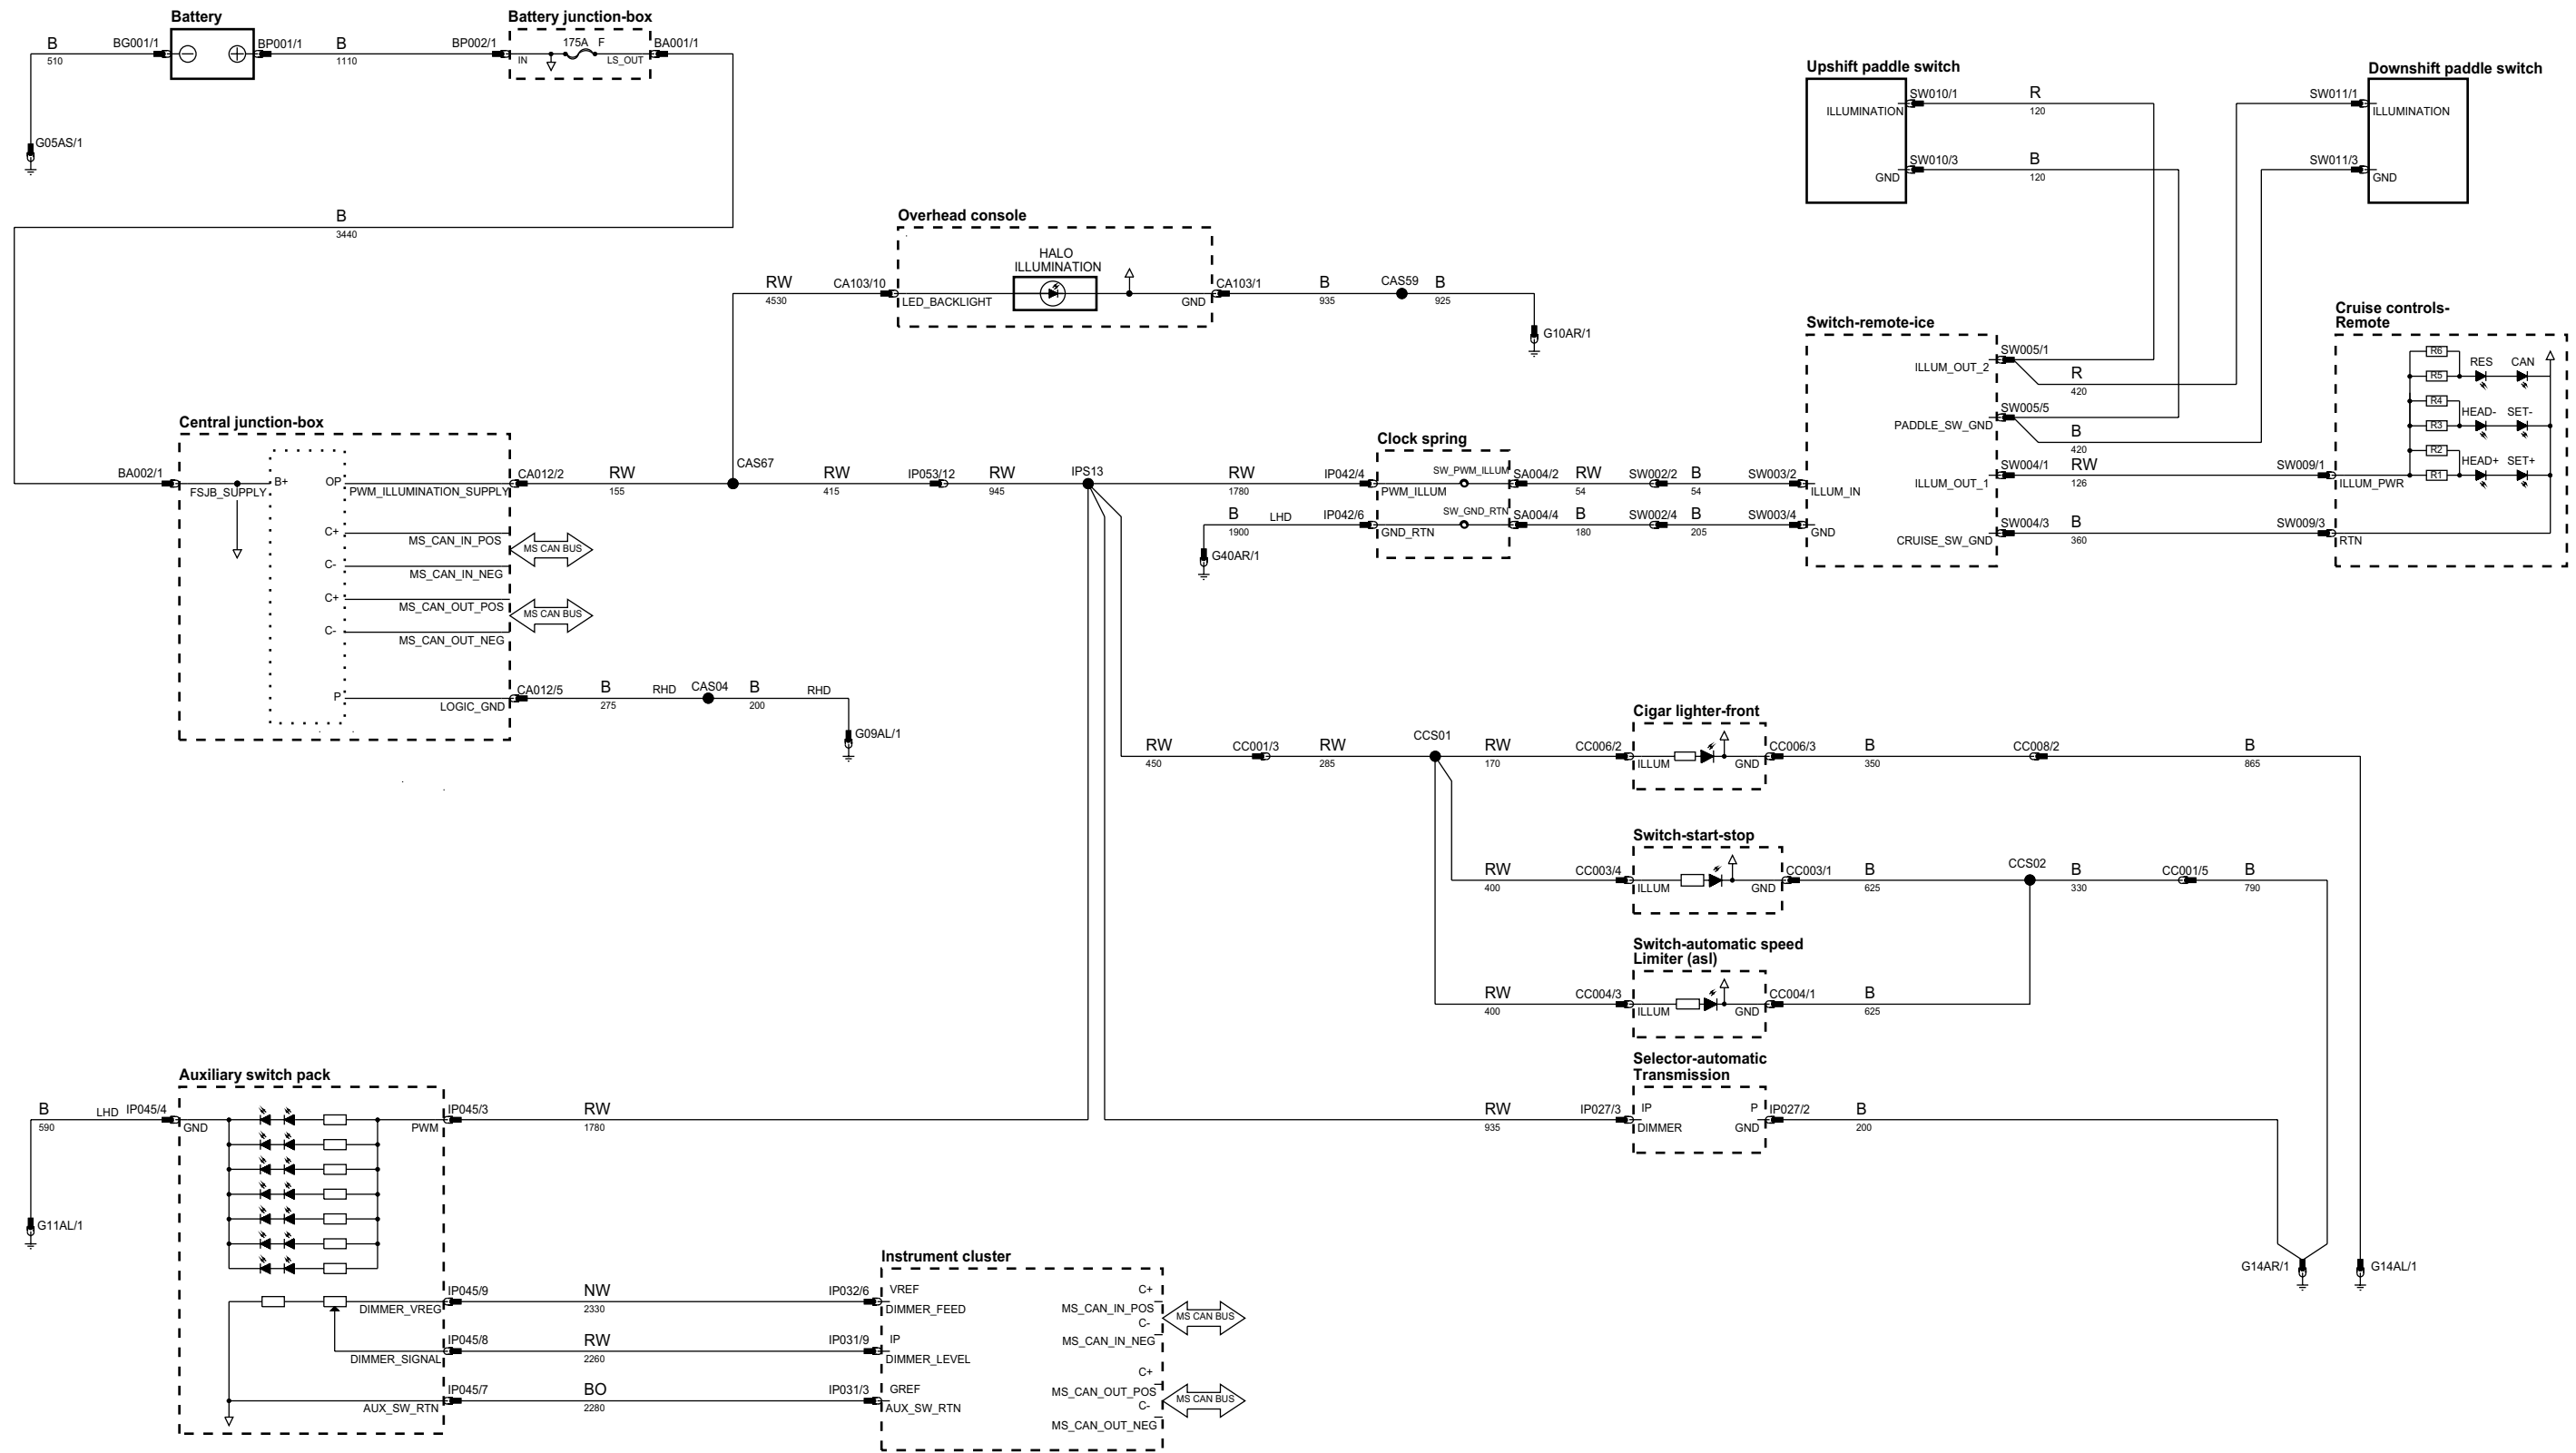 Battery
B
510
BG001/1
BP001/1
B
1110
G05AS/1
Battery junction-box
BP002/1
IN
175A F
LS_OUT
BA001/1
B
3440
Upshift paddle switch
ILLUMINATION
GND
SW010/1
R
120
SW010/3
B
120
Downshift paddle switch
SW011/1
ILLUMINATION
SW011/3
GND
Overhead console
RW
4530
CA103/10
LED_BACKLIGHT
HALO
ILLUMINATION
GND
CA103/1
B
935
CAS59
B
925
G10AR/1
Switch-remote-ice
SW005/1
ILLUM_OUT_2
R
420
SW005/5
PADDLE_SW_GND
B
420
SW004/1
RW
126
ILLUM_OUT_1
SW004/3
B
360
CRUISE_SW_GND
SW003/2
ILLUM_IN
SW003/4
GND
Cruise controls-
Remote
SW009/1
ILLUM_PWR
SW009/3
RTN
R6
R5
RES
CAN
R4
R3
HEAD-
SET-
R2
R1
HEAD+
SET+
Central junction-box
BA002/1
FSJB_SUPPLY
B+
OP
PWM_ILLUMINATION_SUPPLY
CA012/2
RW
155
CAS67
RW
415
IP053/12
RW
945
IPS13
C+
MS_CAN_IN_POS
C-
MS_CAN_IN_NEG
MS CAN BUS
C+
MS_CAN_OUT_POS
C-
MS_CAN_OUT_NEG
MS CAN BUS
P
LOGIC_GND
CA012/5
B
275
RHD
CAS04
B
200
RHD
G09AL/1
Clock spring
RW
1780
IP042/4
PWM_ILLUM
SW_PWM_ILLUM
SA004/2
RW
54
SW002/2
B
54
B
1900
LHD
IP042/6
GND_RTN
SW_GND_RTN
SA004/4
B
180
SW002/4
B
205
G40AR/1
Cigar lighter-front
RW
450
CC001/3
RW
285
CCS01
RW
170
CC006/2
ILLUM
GND
CC006/3
B
350
CC008/2
B
865
Switch-start-stop
RW
400
CC003/4
ILLUM
GND
CC003/1
B
625
CCS02
B
330
CC001/5
B
790
Switch-automatic speed
Limiter (asl)
RW
400
CC004/3
ILLUM
GND
CC004/1
B
625
Selector-automatic
Transmission
RW
935
IP027/3
IP
DIMMER
P
GND
IP027/2
B
200
G14AR/1
G14AL/1
Auxiliary switch pack
B
590
LHD
IP045/4
GND
PWM
IP045/3
RW
1780
G11AL/1
DIMMER_VREG
IP045/9
NW
2330
DIMMER_SIGNAL
IP045/8
RW
2260
AUX_SW_RTN
IP045/7
BO
2280
Instrument cluster
IP032/6
VREF
DIMMER_FEED
IP031/9
IP
DIMMER_LEVEL
IP031/3
GREF
AUX_SW_RTN
C+
MS_CAN_IN_POS
C-
MS_CAN_IN_NEG
MS CAN BUS
C+
MS_CAN_OUT_POS
C-
MS_CAN_OUT_NEG
MS CAN BUS